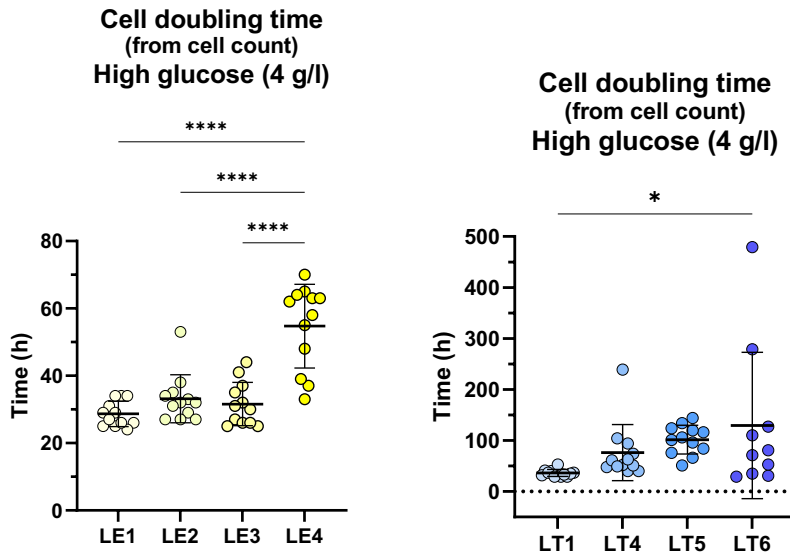 Cell doubling time
(from cell count)
High glucose (4 g/l)
****
****
****
80
60
40
20
0
Time (h)
LE1 LE2 LE3 LE4
Cell doubling time
(from cell count)
High glucose (4 g/l)
*
500
400
300
200
100
0
Time (h)
LT1 LT4 LT5 LT6